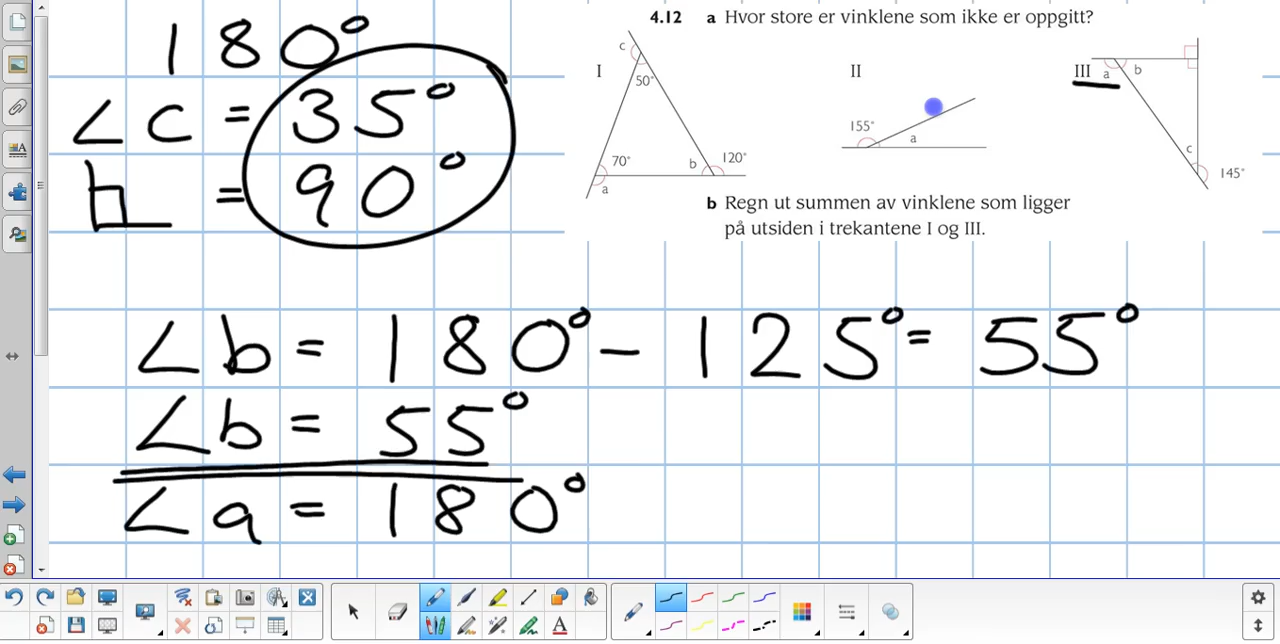 180°
∠c = 35°
= 90°
4.12 a Hvor store er vinklene som ikke er oppgitt?
I
c
50°
70°
a
b
120°
II
155°
a
III
a
b
c
145°
b Regn ut summen av vinklene som ligger
på utsiden i trekantene I og III.
∠b = 180° - 125° = 55°
∠b = 55°
∠a = 180°